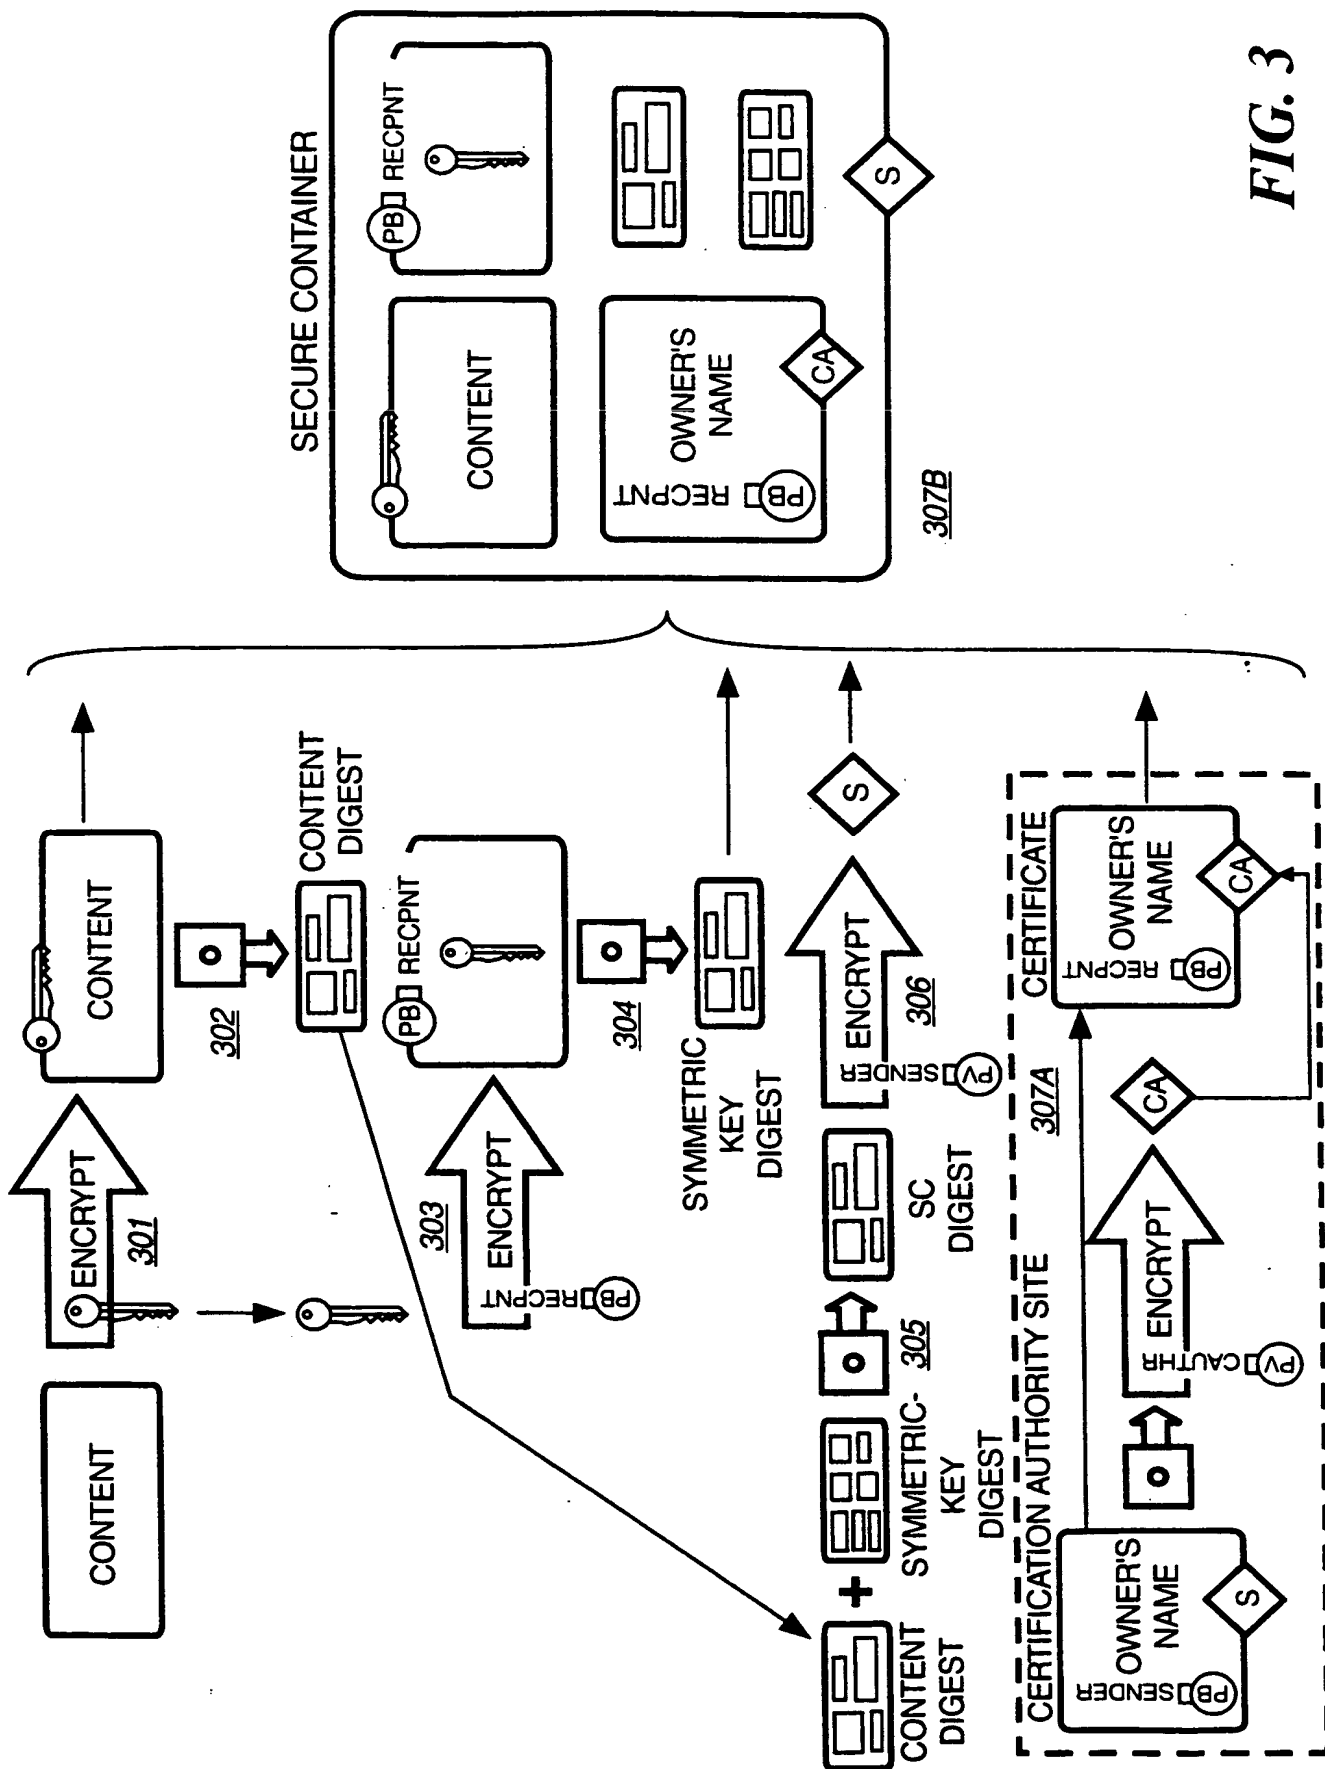 CONTENT
ENCRYPT
301
CONTENT
302
CONTENT
DIGEST
303
ENCRYPT
RECPNT
PB
PB
RECPNT
304
SYMMETRIC
KEY
DIGEST
CONTENT
DIGEST
+
SYMMETRIC-
KEY
DIGEST
305
SC
DIGEST
ENCRYPT
SENDER
PV
306
S
CERTIFICATION AUTHORITY SITE
OWNER'S
NAME
SENDER
PB
S
ENCRYPT
CAUTHR
PV
CA
307A
CERTIFICATE
OWNER'S
NAME
RECPNT
PB
CA
SECURE CONTAINER
CONTENT
PB
RECPNT
OWNER'S
NAME
RECPNT
PB
CA
S
307B
FIG. 3